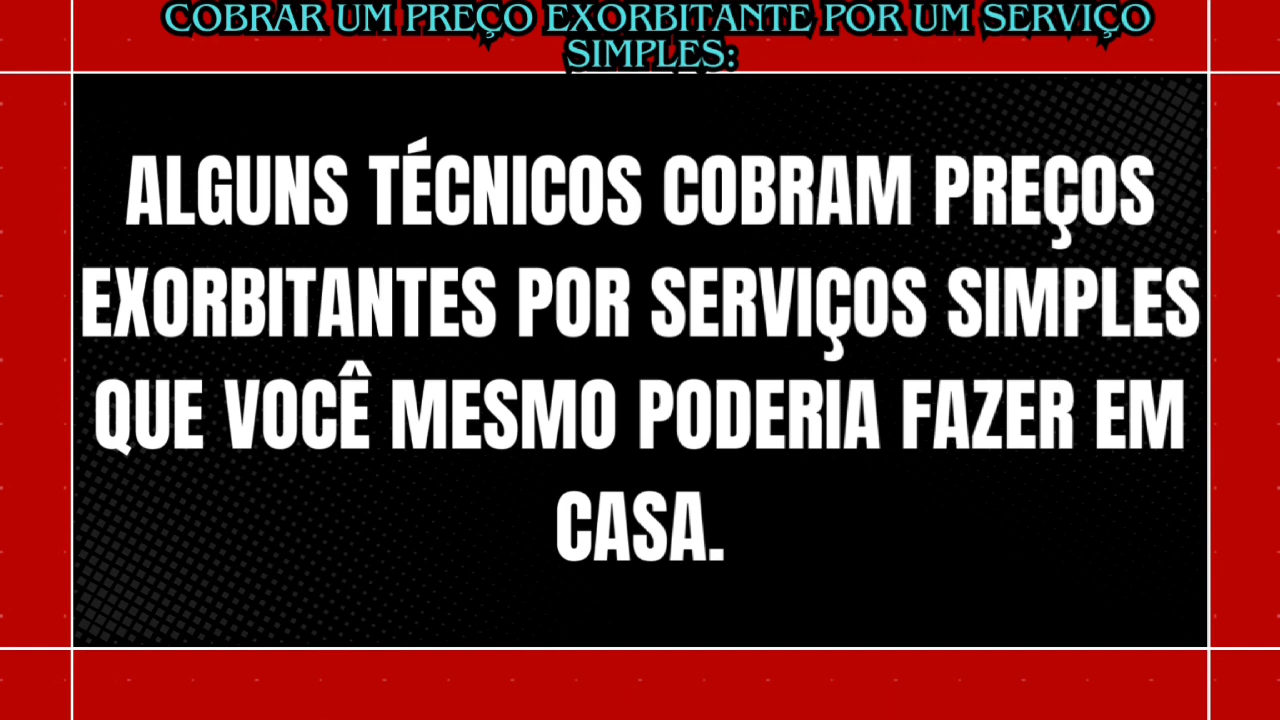 COBRAR UM PREÇO EXORBITANTE POR UM SERVIÇO
SIMPLES:
ALGUNS TÉCNICOS COBRAM PREÇOS
EXORBITANTES POR SERVIÇOS SIMPLES
QUE VOCÊ MESMO PODERIA FAZER EM
CASA.